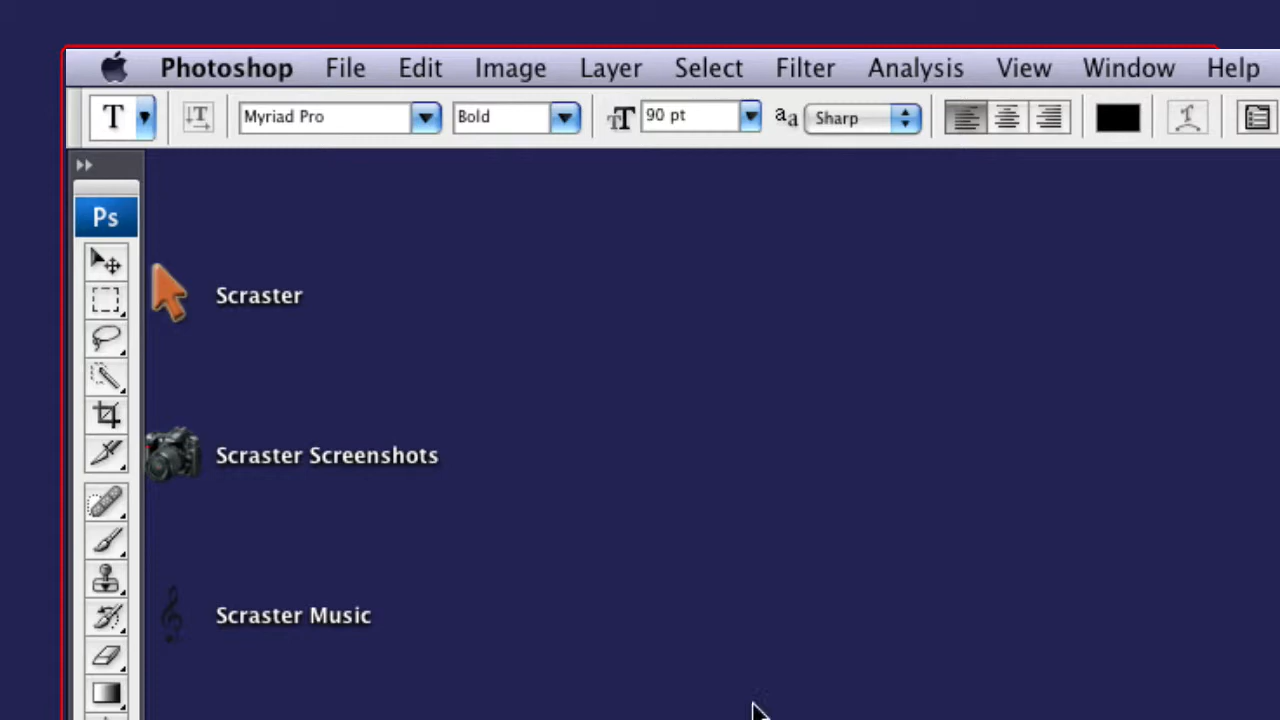 Photoshop File Edit Image Layer Select Filter Analysis View Window Help
T T Myriad Pro Bold TT 90 pt aa Sharp
Ps
Scraster
Scraster Screenshots
Scraster Music